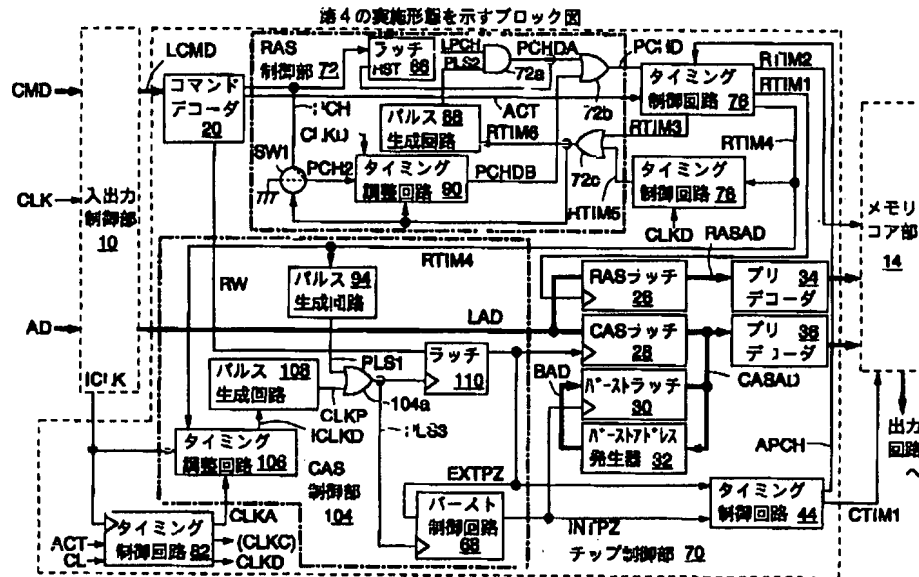 第4の実施形態を示すブロック図
CMD
CLK
AD
入出力
制御部
10
LCMD
コマンド
デコーダ
20
RAS
制御部 72
ラッチ
RST 86
LPCH
PLS2
72a
PCHDA
72b
PCHD
ACT
PCH
CLKD
SW1
PCH2
パルス 88
生成回路
RTIM6
タイミング
調整回路 90
PCHDB
72c
RTIM3
タイミング
制御回路
76
RTIM2
RTIM1
RTIM4
タイミング
制御回路
78
RTIM5
CLKD
メモリ
コア部
14
RW
RTIM4
パルス 94
生成回路
LAD
PLS1
ラッチ
110
RASラッチ
26
RASAD
プリ 34
デコーダ
CASラッチ
28
プリ 36
デコーダ
CASAD
BAD
バーストラッチ
30
バーストアドレス
発生器 32
パルス 108
生成回路
CLKP
104a
ICLKD
PLS3
ICLK
タイミング
調整回路 106
CAS
制御部
104
EXTPZ
バースト
制御回路
68
INTPZ
タイミング
制御回路
44
APCH
CTIM1
出力
回路
へ
ACT
CL
タイミング
制御回路 82
CLKA
(CLKC)
CLKD
チップ制御部 70